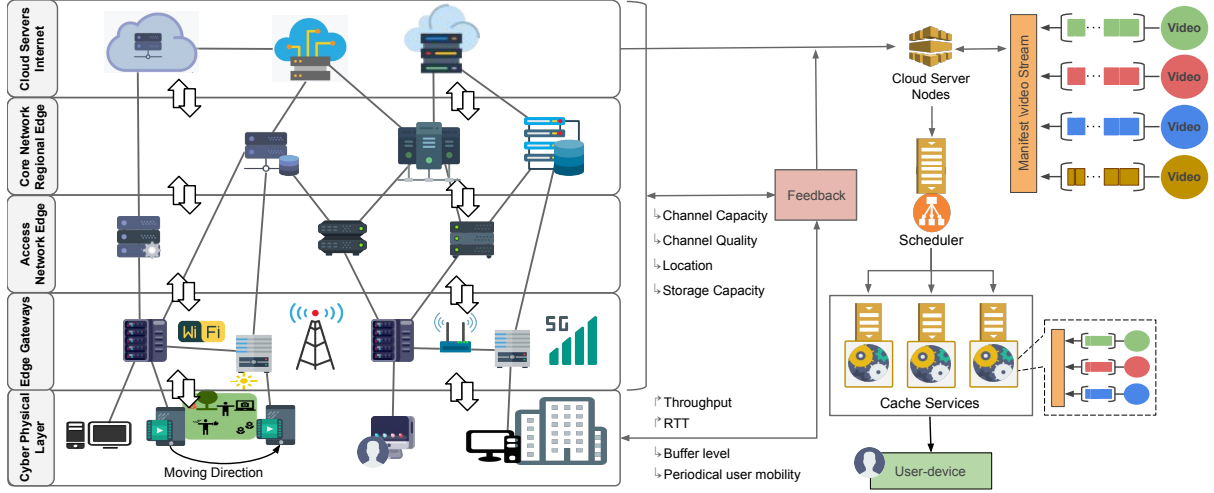 Cloud Servers
Internet
Core Network
Regional Edge
Access
Network Edge
Edge Gateways
Cyber Physical
Layer
Wi Fi
5G
Moving Direction
Feedback
Channel Capacity
Channel Quality
Location
Storage Capacity
Throughput
RTT
Buffer level
Periodical user mobility
Cloud Server
Nodes
Scheduler
Cache Services
User-device
Manifest \video Stream
Video
Video
Video
Video